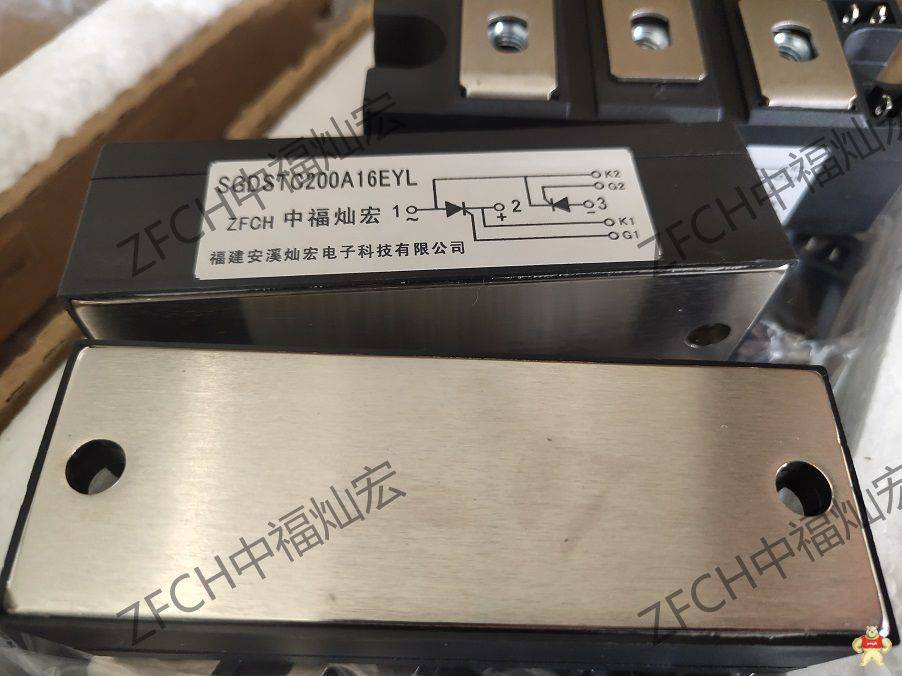 SGDSTG200A16EYL
ZFCH 中福灿宏
福建安溪灿宏电子科技有限公司
1
~
2
+
3
-
K2
G2
K1
G1
ZFCH中福灿宏
ZFCH中福灿宏
ZFCH中福灿宏
ZFCH中福灿宏